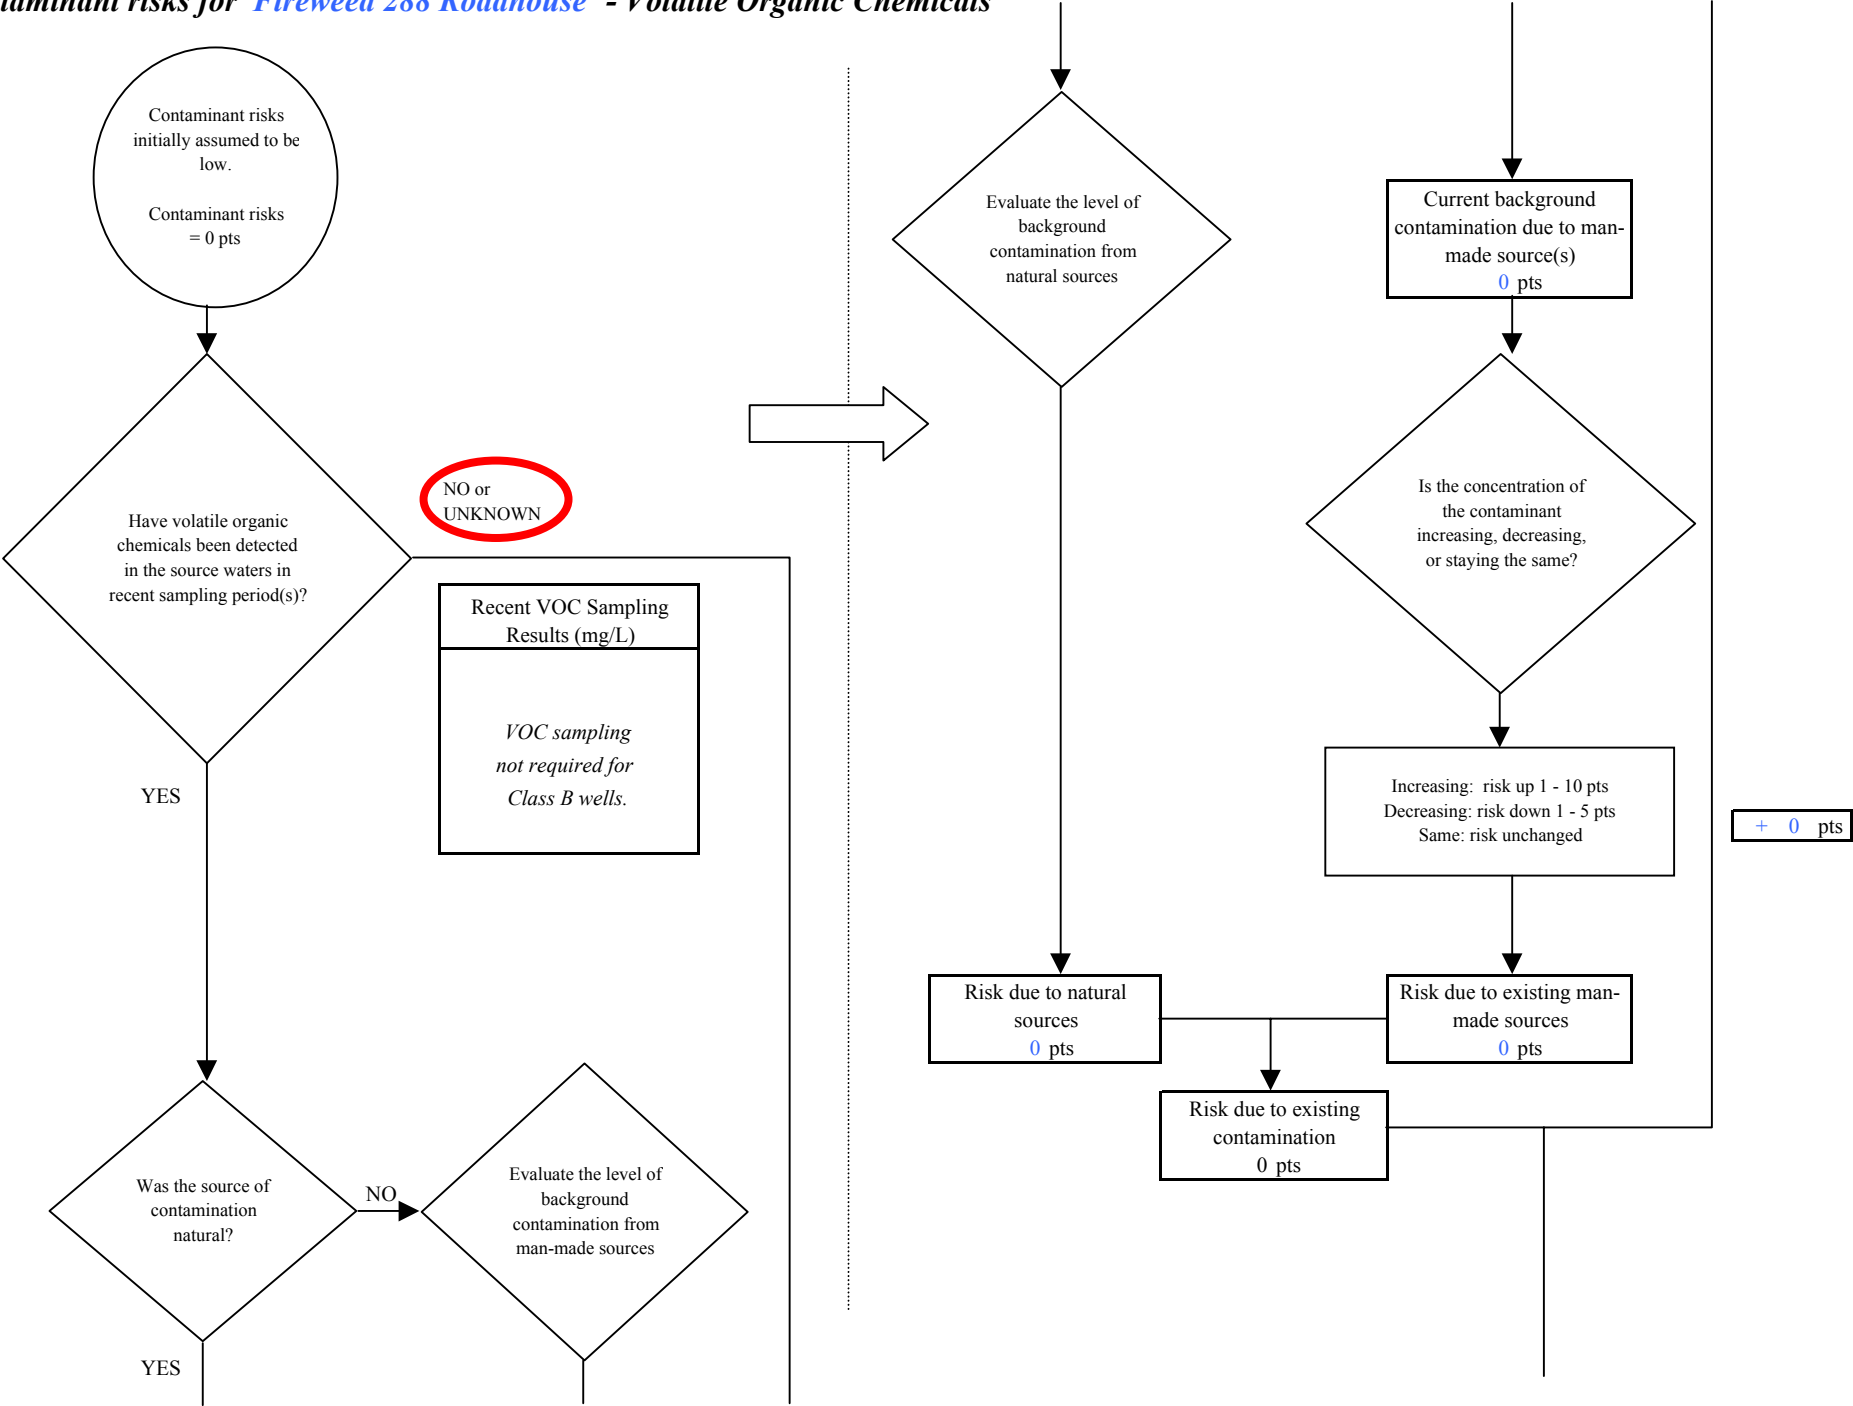 taminant risks for Fireweed 288 Roadhouse - Volatile Organic Chemicals
Contaminant risks
initially assumed to be
low.
Contaminant risks
= 0 pts
Have volatile organic
chemicals been detected
in the source waters in
recent sampling period(s)?
NO or
UNKNOWN
Recent VOC Sampling
Results (mg/L)
VOC sampling
not required for
Class B wells.
YES
Was the source of
contamination
natural?
NO
Evaluate the level of
background
contamination from
man-made sources
YES
Evaluate the level of
background
contamination from
natural sources
Current background
contamination due to man-
made source(s)
0 pts
Is the concentration of
the contaminant
increasing, decreasing,
or staying the same?
Increasing: risk up 1 - 10 pts
Decreasing: risk down 1 - 5 pts
Same: risk unchanged
+ 0 pts
Risk due to natural
sources
0 pts
Risk due to existing man-
made sources
0 pts
Risk due to existing
contamination
0 pts